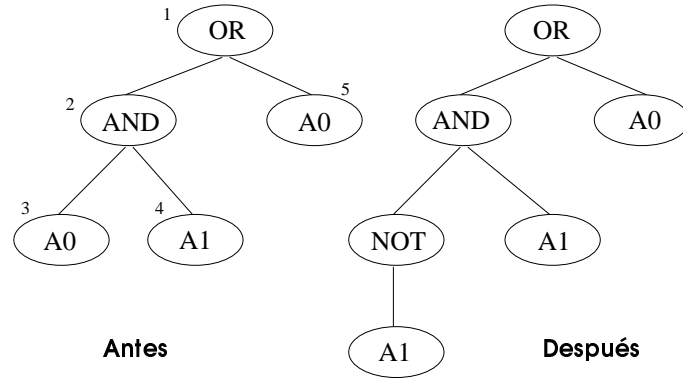 1 OR OR
2 AND 5 A0 AND A0
3 A0 4 A1 NOT A1
A1
Antes Después